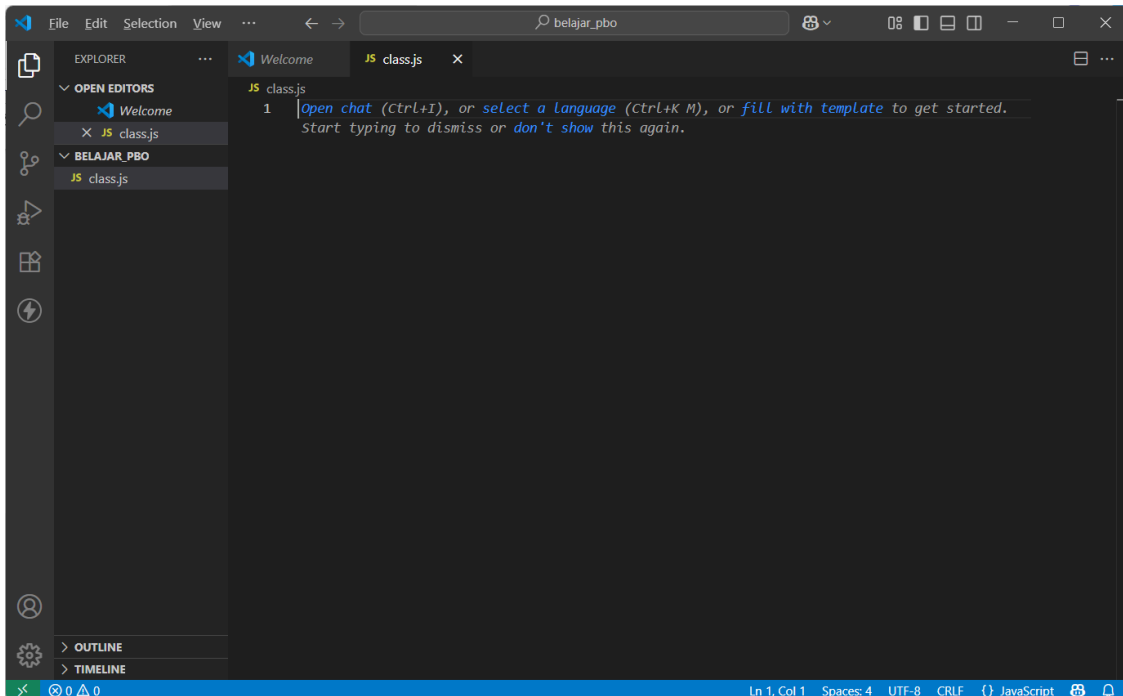 File Edit Selection View ··· belajar_pbo
EXPLORER ···
OPEN EDITORS
Welcome
JS class.js
BELAJAR_PBO
JS class.js
OUTLINE
TIMELINE
Welcome JS class.js
JS class.js
1 Open chat (Ctrl+I), or select a language (Ctrl+K M), or fill with template to get started.
Start typing to dismiss or don't show this again.
0 0 Ln 1, Col 1 Spaces: 4 UTF-8 CRLF {} JavaScript